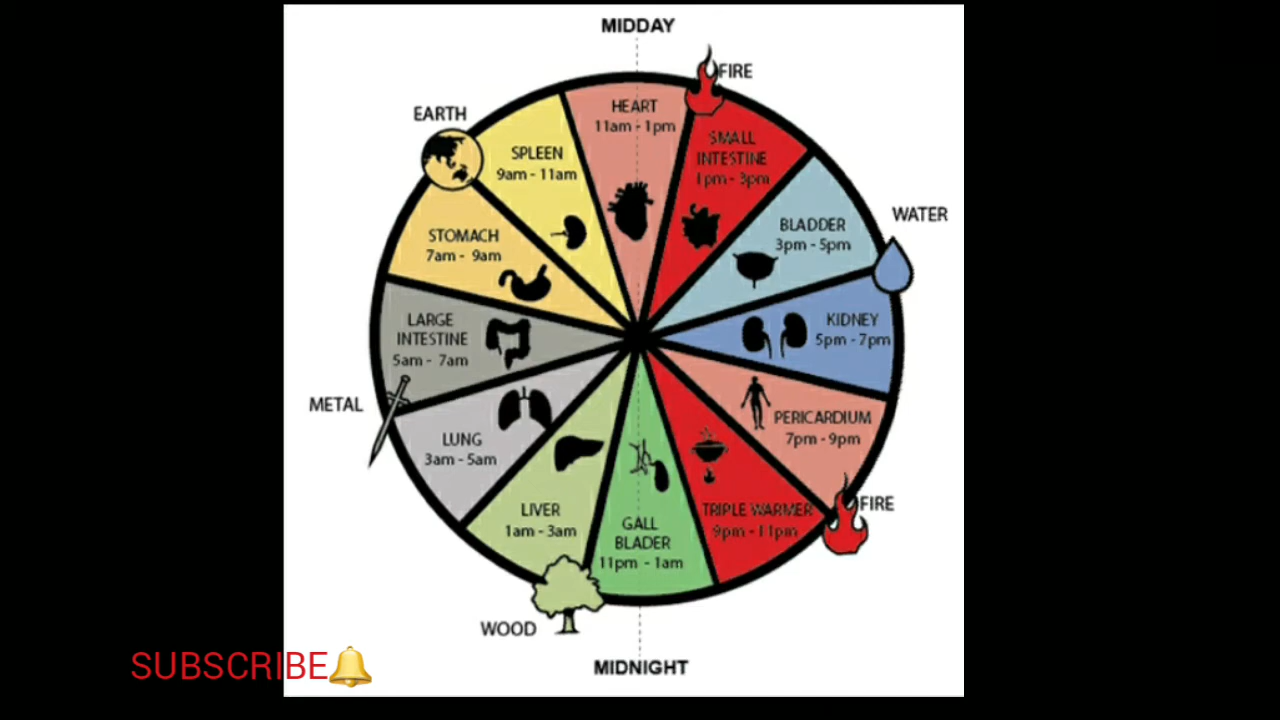 MIDDAY
FIRE
HEART
11am - 1pm
EARTH
SMALL
INTESTINE
1pm - 3pm
SPLEEN
9am - 11am
WATER
BLADDER
3pm - 5pm
STOMACH
7am - 9am
KIDNEY
5pm - 7pm
LARGE
INTESTINE
5am - 7am
METAL
PERICARDIUM
7pm - 9pm
LUNG
3am - 5am
FIRE
TRIPLE WARMER
9pm - 11pm
LIVER
1am - 3am
GALL
BLADER
11pm - 1am
WOOD
MIDNIGHT
SUBSCRIBE